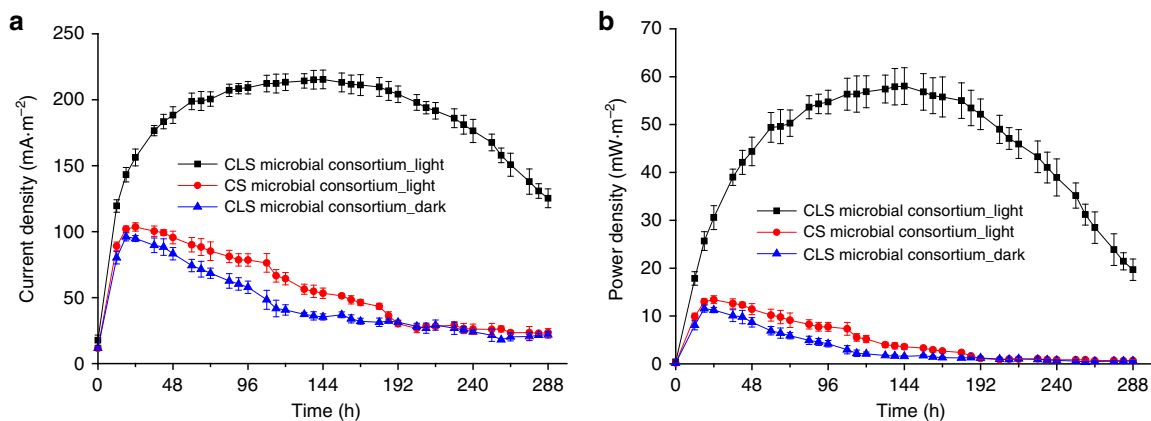 a
Current density (mA·m⁻²)
250
200
150
100
50
0
0 48 96 144 192 240 288
Time (h)
CLS microbial consortium_light
CS microbial consortium_light
CLS microbial consortium_dark
b
Power density (mW·m⁻²)
70
60
50
40
30
20
10
0
0 48 96 144 192 240 288
Time (h)
CLS microbial consortium_light
CS microbial consortium_light
CLS microbial consortium_dark